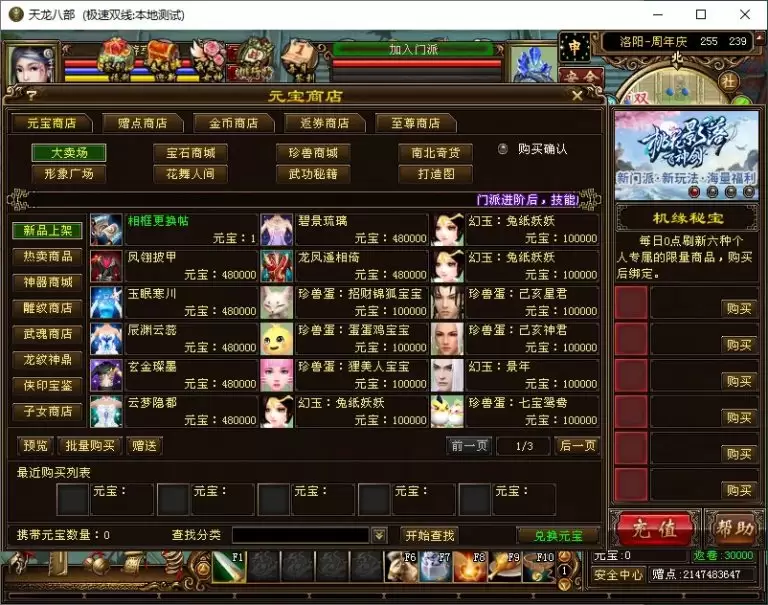 天龙八部 (极速双线:本地测试)
加入门派
申
洛阳-周年庆 255 239
北
安全
社
双
? 元宝商店
元宝商店 赠点商店 金币商店 返券商店 至尊商店
大卖场 宝石商城 珍兽商城 南北奇货 购买确认
形象广场 花舞人间 武功秘籍 打造图
门派进阶后，技能
新品上架
热卖商品
神器商城
雕纹商店
武魂商店
龙纹神鼎
侠印宝鉴
子女商店
相框更换帖 元宝：1
碧景琉璃 元宝：480000
幻玉：兔纸妖妖 元宝：100000
凤翎披甲 元宝：480000
龙凤遥相倚 元宝：480000
幻玉：兔纸妖妖 元宝：100000
玉眠寒川 元宝：480000
珍兽蛋：招财锦狐宝宝 元宝：100000
珍兽蛋：己亥星君 元宝：100000
辰渊云蕊 元宝：480000
珍兽蛋：蛋蛋鸡宝宝 元宝：100000
珍兽蛋：己亥神君 元宝：100000
玄金璨墨 元宝：480000
珍兽蛋：狸美人宝宝 元宝：100000
幻玉：景年 元宝：100000
云梦隐都 元宝：480000
幻玉：兔纸妖妖 元宝：100000
珍兽蛋：七宝鸳鸯 元宝：100000
预览 批量购买 赠送 前一页 1/3 后一页
最近购买列表
元宝： 元宝： 元宝： 元宝： 元宝：
携带元宝数量：0 查找分类 开始查找 兑换元宝
新门派·新玩法·海量福利
机缘秘宝
每日0点刷新六种个
人专属的限量商品，购买
后绑定。
购买
购买
购买
购买
购买
购买
充值 帮助
元宝:0 返卷:30000
安全中心 赠点:2147483647
F1 F6 F7 F8 F9 F10
1